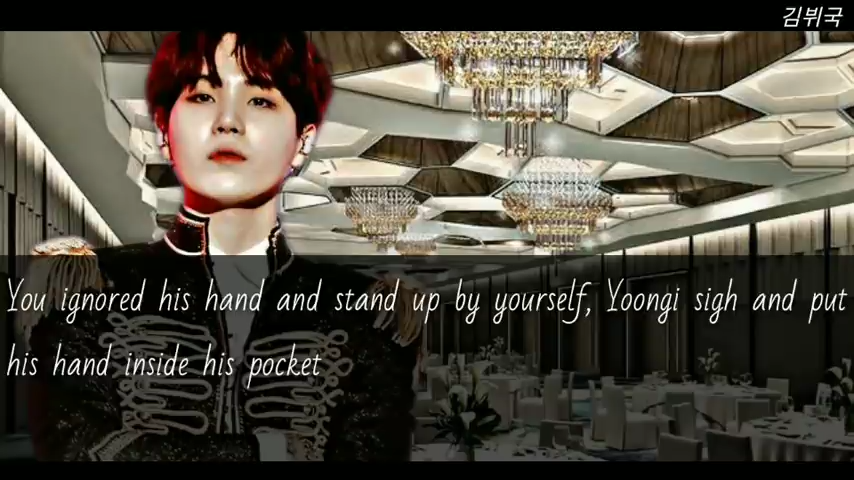 김뷔국
You ignored his hand and stand up by yourself, Yoongi sigh and put
his hand inside his pocket